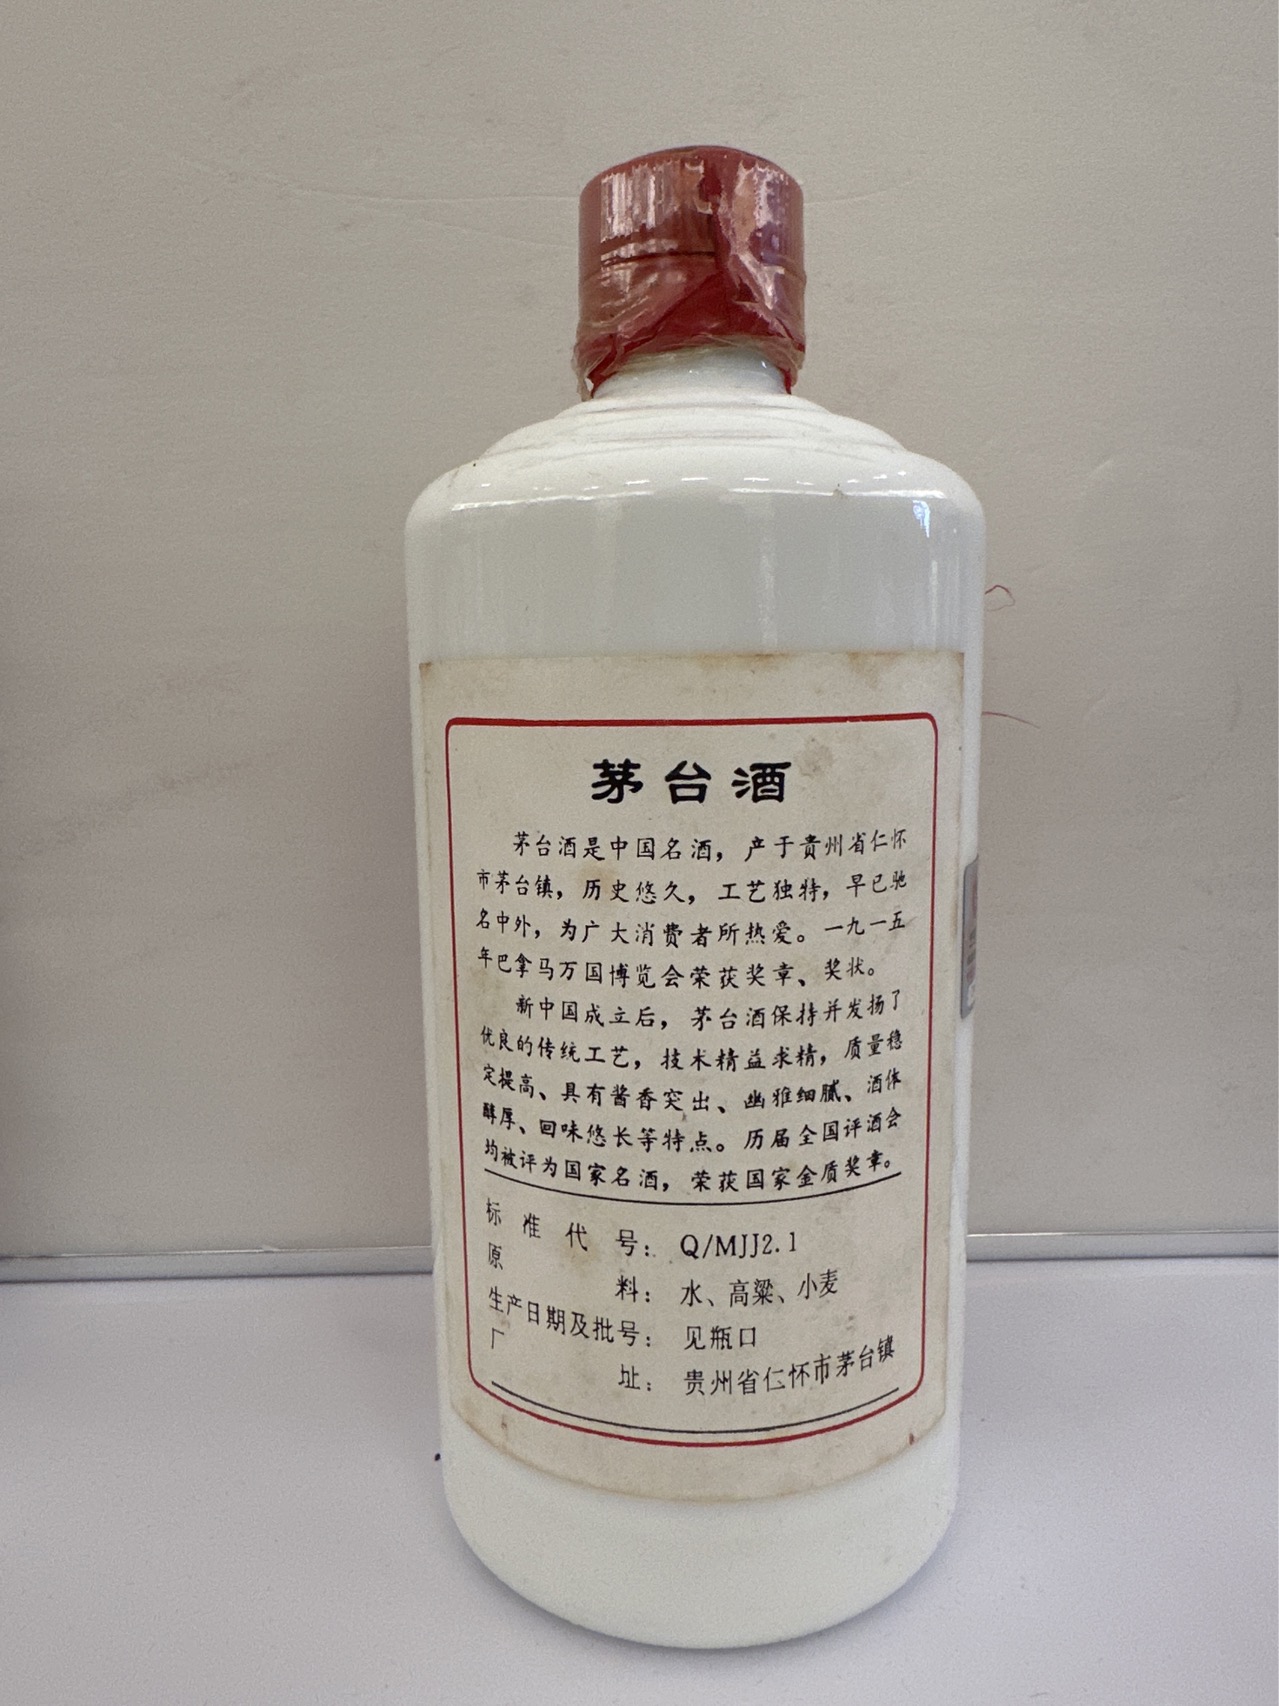 茅台酒
茅台酒是中国名酒，产于贵州省仁怀
市茅台镇，历史悠久，工艺独特，早已驰
名中外，为广大消费者所热爱。一九一五
年巴拿马万国博览会荣获奖章、奖状。
新中国成立后，茅台酒保持并发扬了
优良的传统工艺，技术精益求精，质量稳
定提高、具有酱香突出、幽雅细腻、酒体
醇厚、回味悠长等特点。历届全国评酒会
均被评为国家名酒，荣获国家金质奖章。
标准代号：Q/MJJ2.1
原料：水、高粱、小麦
生产日期及批号：见瓶口
厂址：贵州省仁怀市茅台镇